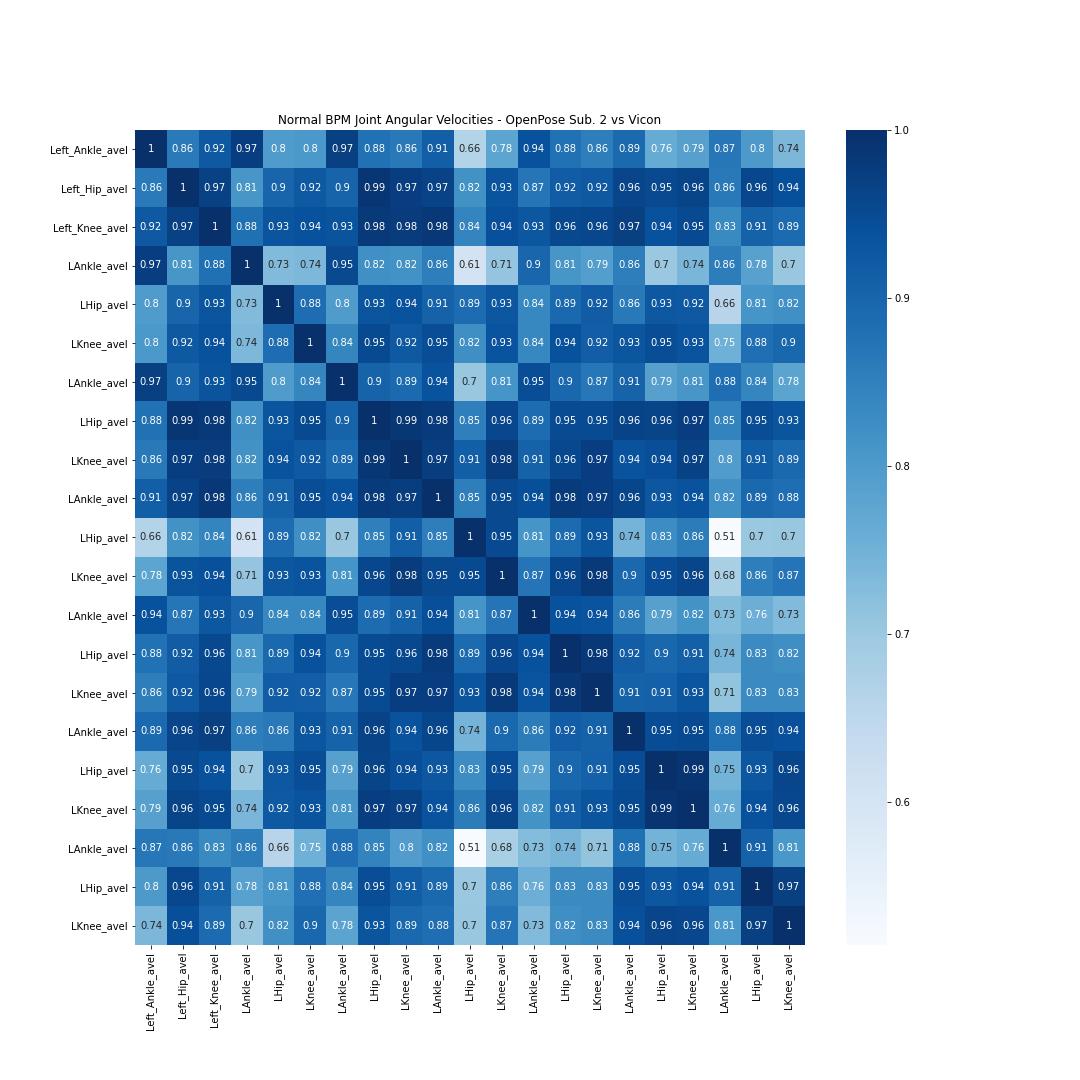 Normal BPM Joint Angular Velocities - OpenPose Sub. 2 vs Vicon
Left_Ankle_avel 1 0.86 0.92 0.97 0.8 0.8 0.97 0.88 0.86 0.91 0.66 0.78 0.94 0.88 0.86 0.89 0.76 0.79 0.87 0.8 0.74
Left_Hip_avel 0.86 1 0.97 0.81 0.9 0.92 0.9 0.99 0.97 0.97 0.82 0.93 0.87 0.92 0.92 0.96 0.95 0.96 0.86 0.96 0.94
Left_Knee_avel 0.92 0.97 1 0.88 0.93 0.94 0.93 0.98 0.98 0.98 0.84 0.94 0.93 0.96 0.96 0.97 0.94 0.95 0.83 0.91 0.89
LAnkle_avel 0.97 0.81 0.88 1 0.73 0.74 0.95 0.82 0.82 0.86 0.61 0.71 0.9 0.81 0.79 0.86 0.7 0.74 0.86 0.78 0.7
LHip_avel 0.8 0.9 0.93 0.73 1 0.88 0.8 0.93 0.94 0.91 0.89 0.93 0.84 0.89 0.92 0.86 0.93 0.92 0.66 0.81 0.82
LKnee_avel 0.8 0.92 0.94 0.74 0.88 1 0.84 0.95 0.92 0.95 0.82 0.93 0.84 0.94 0.92 0.93 0.95 0.93 0.75 0.88 0.9
LAnkle_avel 0.97 0.9 0.93 0.95 0.8 0.84 1 0.9 0.89 0.94 0.7 0.81 0.95 0.9 0.87 0.91 0.79 0.81 0.88 0.84 0.78
LHip_avel 0.88 0.99 0.98 0.82 0.93 0.95 0.9 1 0.99 0.98 0.85 0.96 0.89 0.95 0.95 0.96 0.96 0.97 0.85 0.95 0.93
LKnee_avel 0.86 0.97 0.98 0.82 0.94 0.92 0.89 0.99 1 0.97 0.91 0.98 0.91 0.96 0.97 0.94 0.94 0.97 0.8 0.91 0.89
LAnkle_avel 0.91 0.97 0.98 0.86 0.91 0.95 0.94 0.98 0.97 1 0.85 0.95 0.94 0.98 0.97 0.96 0.93 0.94 0.82 0.89 0.88
LHip_avel 0.66 0.82 0.84 0.61 0.89 0.82 0.7 0.85 0.91 0.85 1 0.95 0.81 0.89 0.93 0.74 0.83 0.86 0.51 0.7 0.7
LKnee_avel 0.78 0.93 0.94 0.71 0.93 0.93 0.81 0.96 0.98 0.95 0.95 1 0.87 0.96 0.98 0.9 0.95 0.96 0.68 0.86 0.87
LAnkle_avel 0.94 0.87 0.93 0.9 0.84 0.84 0.95 0.89 0.91 0.94 0.81 0.87 1 0.94 0.94 0.86 0.79 0.82 0.73 0.76 0.73
LHip_avel 0.88 0.92 0.96 0.81 0.89 0.94 0.9 0.95 0.96 0.98 0.89 0.96 0.94 1 0.98 0.92 0.9 0.91 0.74 0.83 0.82
LKnee_avel 0.86 0.92 0.96 0.79 0.92 0.92 0.87 0.95 0.97 0.97 0.93 0.98 0.94 0.98 1 0.91 0.91 0.93 0.71 0.83 0.83
LAnkle_avel 0.89 0.96 0.97 0.86 0.86 0.93 0.91 0.96 0.94 0.96 0.74 0.9 0.86 0.92 0.91 1 0.95 0.95 0.88 0.95 0.94
LHip_avel 0.76 0.95 0.94 0.7 0.93 0.95 0.79 0.96 0.94 0.93 0.83 0.95 0.79 0.9 0.91 0.95 1 0.99 0.75 0.93 0.96
LKnee_avel 0.79 0.96 0.95 0.74 0.92 0.93 0.81 0.97 0.97 0.94 0.86 0.96 0.82 0.91 0.93 0.95 0.99 1 0.76 0.94 0.96
LAnkle_avel 0.87 0.86 0.83 0.86 0.66 0.75 0.88 0.85 0.8 0.82 0.51 0.68 0.73 0.74 0.71 0.88 0.75 0.76 1 0.91 0.81
LHip_avel 0.8 0.96 0.91 0.78 0.81 0.88 0.84 0.95 0.91 0.89 0.7 0.86 0.76 0.83 0.83 0.95 0.93 0.94 0.91 1 0.97
LKnee_avel 0.74 0.94 0.89 0.7 0.82 0.9 0.78 0.93 0.89 0.88 0.7 0.87 0.73 0.82 0.83 0.94 0.96 0.96 0.81 0.97 1
Left_Ankle_avel
Left_Hip_avel
Left_Knee_avel
LAnkle_avel
LHip_avel
LKnee_avel
LAnkle_avel
LHip_avel
LKnee_avel
LAnkle_avel
LHip_avel
LKnee_avel
LAnkle_avel
LHip_avel
LKnee_avel
LAnkle_avel
LHip_avel
LKnee_avel
LAnkle_avel
LHip_avel
LKnee_avel
1.0
0.9
0.8
0.7
0.6